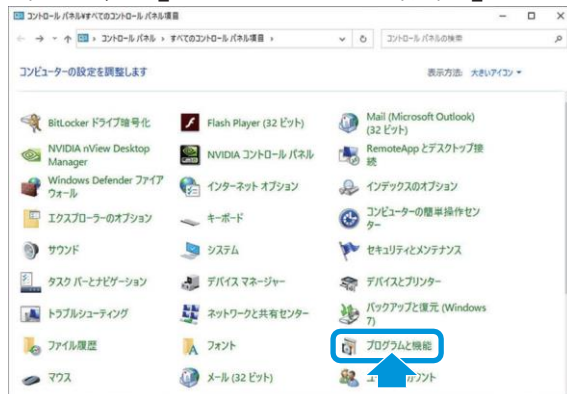 コントロール パネル¥すべてのコントロール パネル項目
コントロール パネル › すべてのコントロール パネル項目 ›
コントロール パネルの検索
コンピューターの設定を調整します
表示方法: 大きいアイコン
BitLocker ドライブ暗号化
Flash Player (32 ビット)
Mail (Microsoft Outlook)
(32 ビット)
NVIDIA nView Desktop
Manager
NVIDIA コントロール パネル
RemoteApp とデスクトップ接
続
Windows Defender ファイア
ウォール
インターネット オプション
インデックスのオプション
エクスプローラーのオプション
キーボード
コンピューターの簡単操作セン
ター
サウンド
システム
セキュリティとメンテナンス
タスク バーとナビゲーション
デバイス マネージャー
デバイスとプリンター
トラブルシューティング
ネットワークと共有センター
バックアップと復元 (Windows
7)
ファイル履歴
フォント
プログラムと機能
マウス
メール (32 ビット)